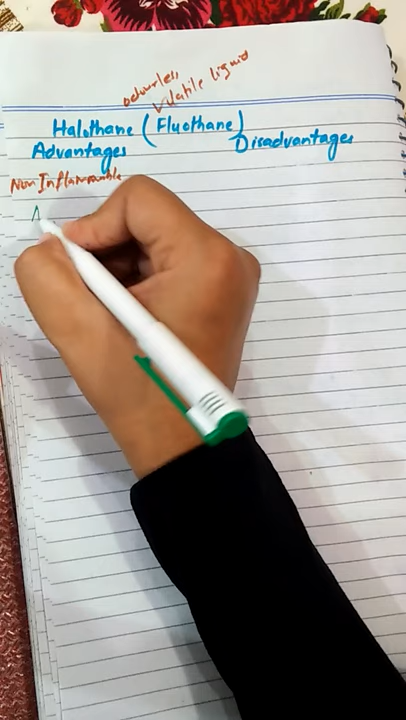 odourless
Volatile liquid
Halothane (Fluothane)
Advantages Disadvantages
Non Inflammable